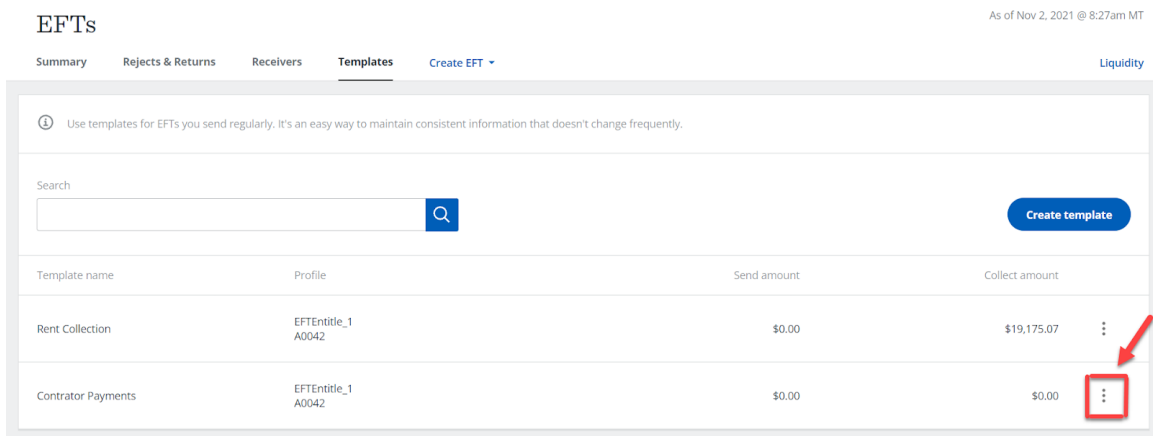 As of Nov 2, 2021 @ 8:27am MT
EFTs
Summary Rejects & Returns Receivers Templates Create EFT Liquidity
Use templates for EFTs you send regularly. It's an easy way to maintain consistent information that doesn't change frequently.
Search
Create template
Template name Profile Send amount Collect amount
Rent Collection EFTEntitle_1 $0.00 $19,175.07
A0042
Contrator Payments EFTEntitle_1 $0.00 $0.00
A0042